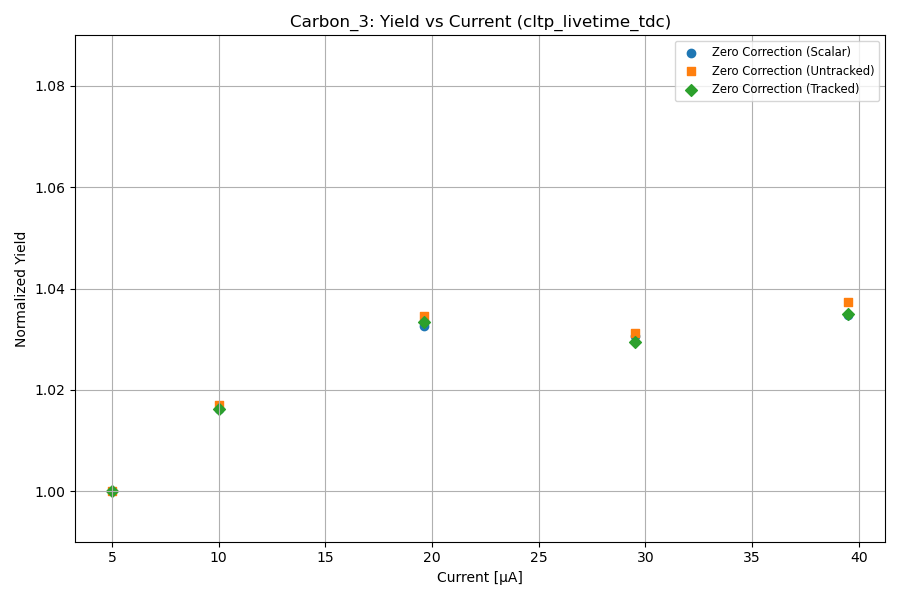 Carbon_3: Yield vs Current (cltp_livetime_tdc)
Zero Correction (Scalar)
Zero Correction (Untracked)
Zero Correction (Tracked)
Normalized Yield
1.08
1.06
1.04
1.02
1.00
5 10 15 20 25 30 35 40
Current [µA]